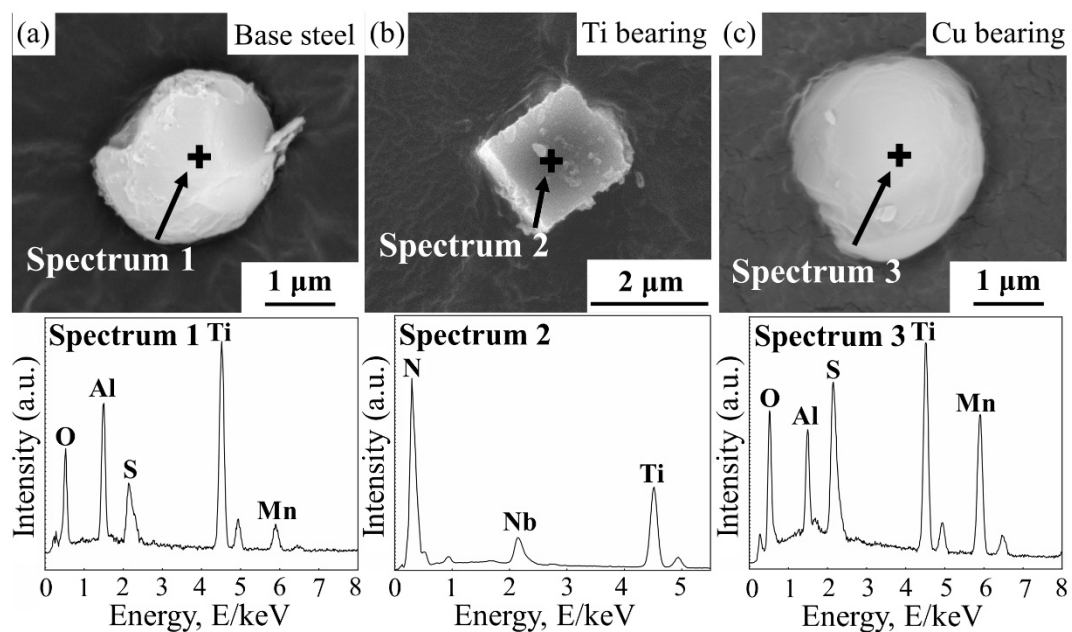 (a) Base steel
Spectrum 1
1 μm
(b) Ti bearing
Spectrum 2
2 μm
(c) Cu bearing
Spectrum 3
1 μm
Spectrum 1
Intensity (a.u.)
O
Al
S
Ti
Mn
0 1 2 3 4 5 6 7 8
Energy, E/keV
Spectrum 2
Intensity (a.u.)
N
Nb
Ti
1 2 3 4 5
Energy, E/keV
Spectrum 3
Intensity (a.u.)
O
Al
S
Ti
Mn
0 1 2 3 4 5 6 7 8
Energy, E/keV